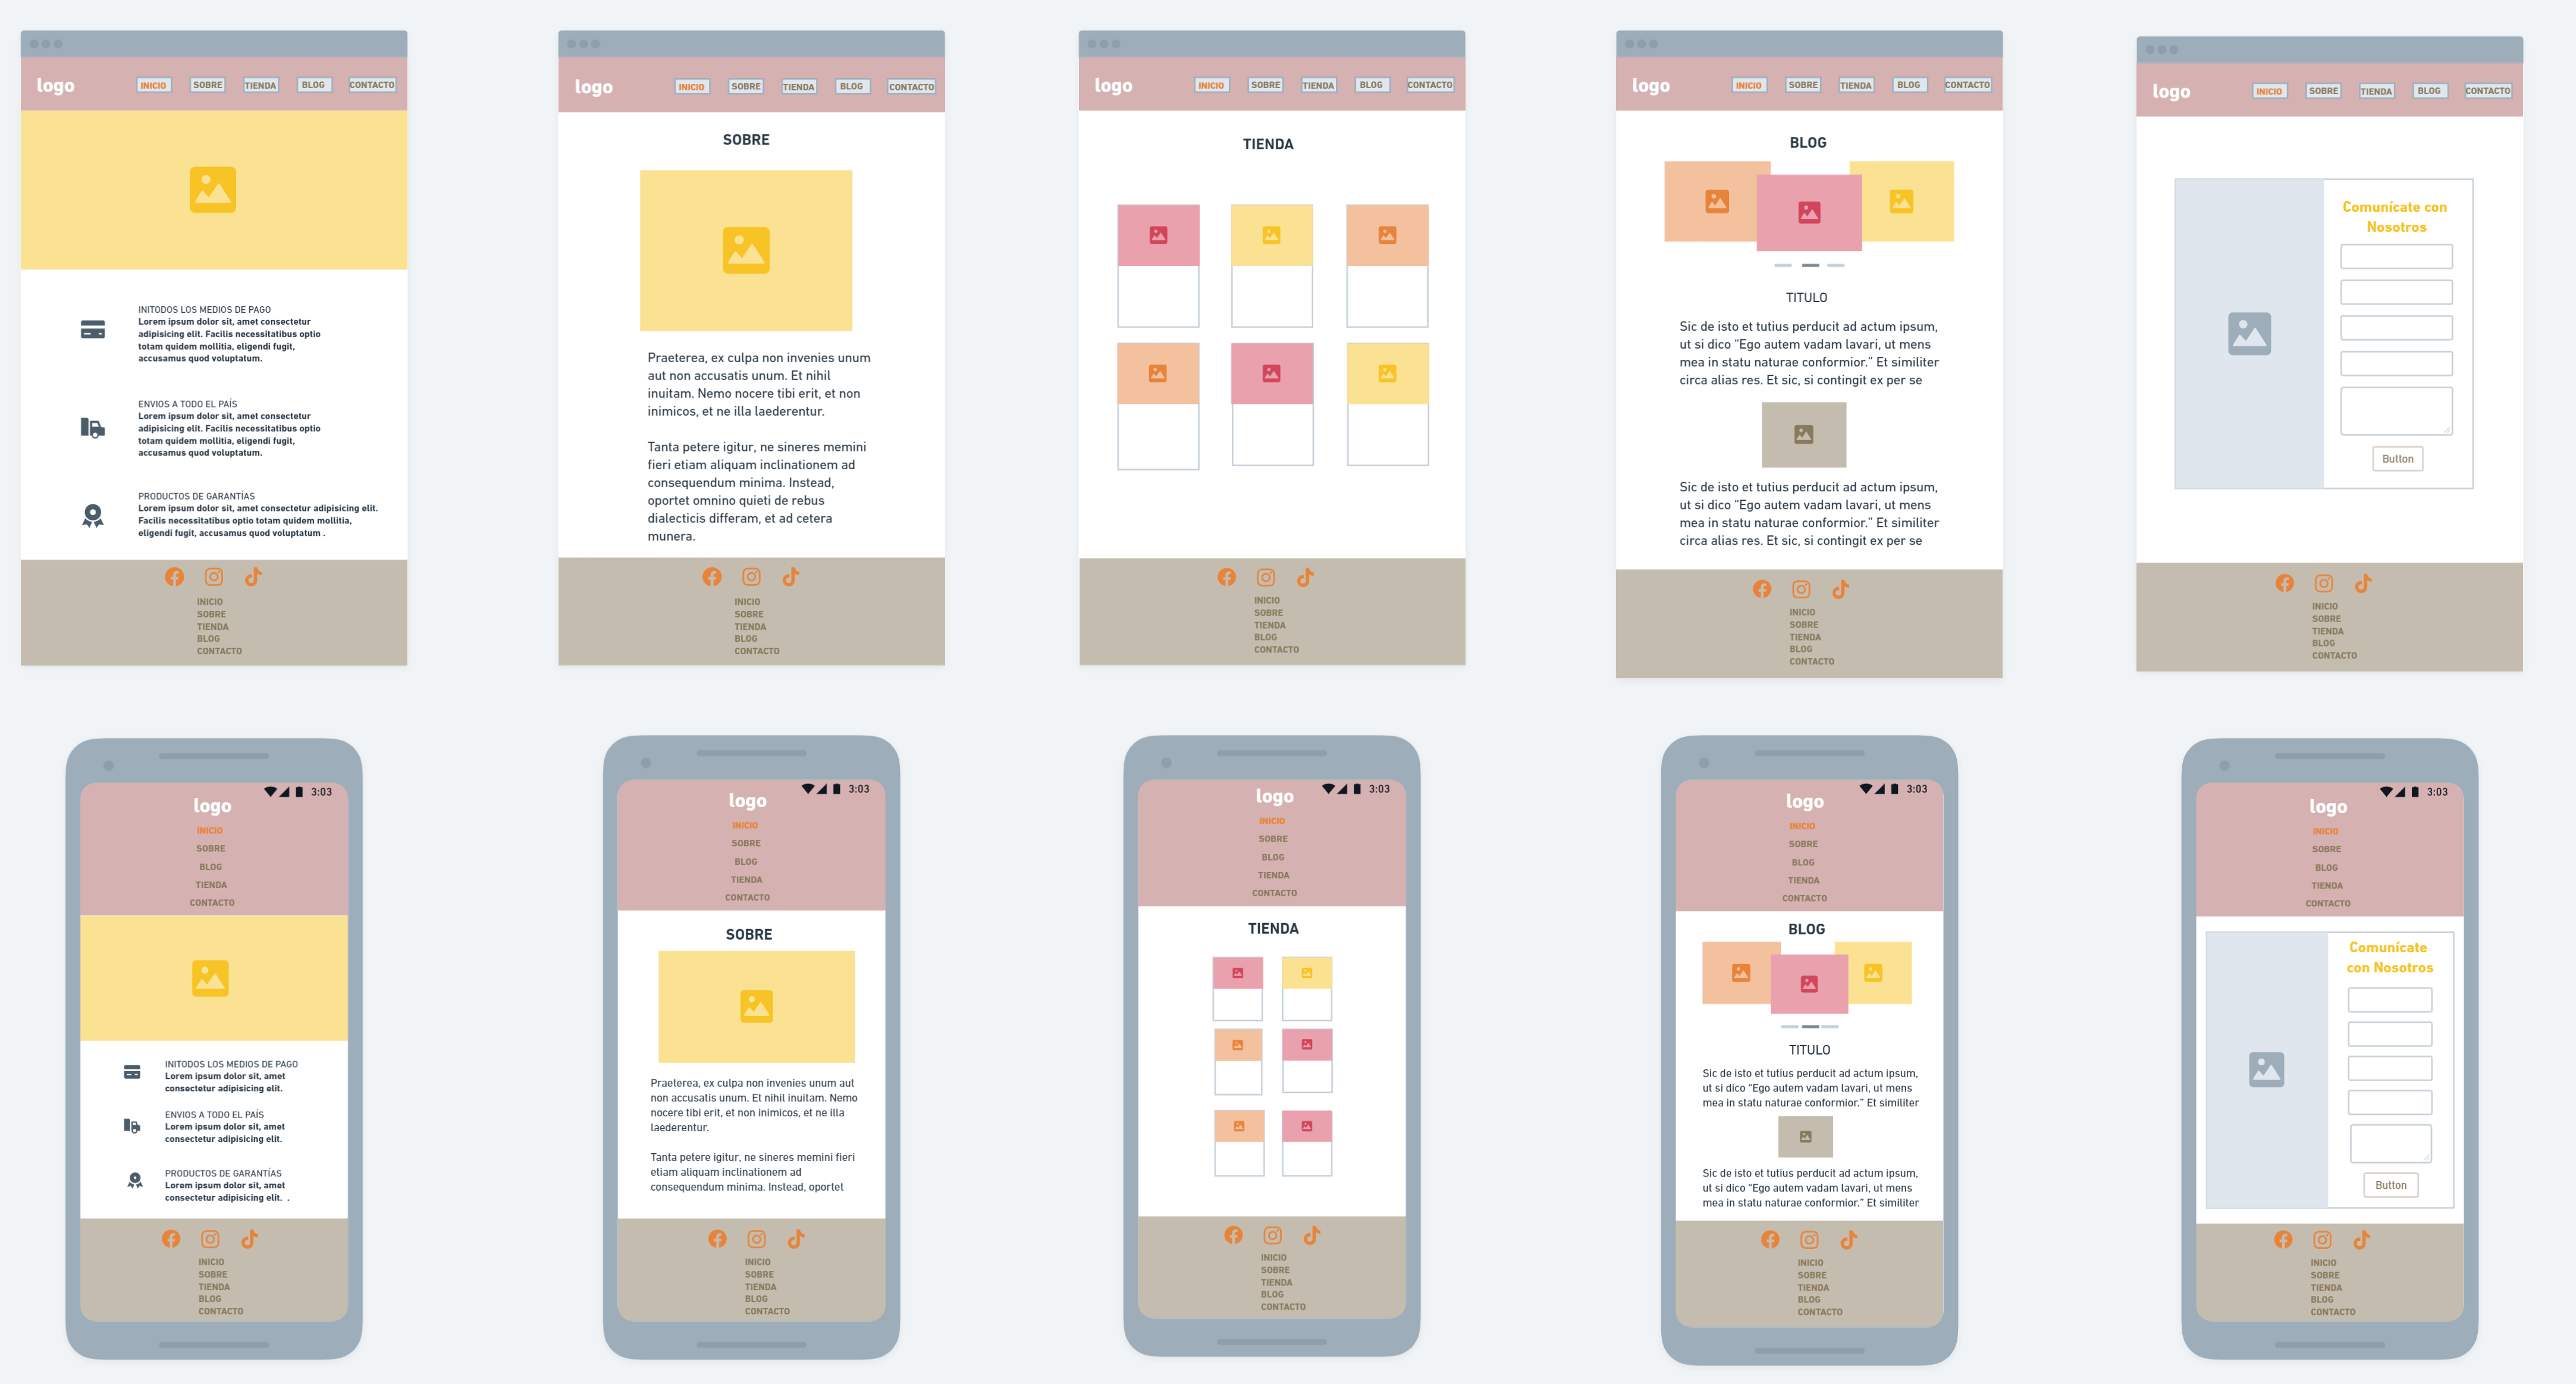 logo
INICIO
SOBRE
TIENDA
BLOG
CONTACTO
INITODOS LOS MEDIOS DE PAGO
Lorem ipsum dolor sit, amet consectetur
adipisicing elit. Facilis necessitatibus optio
totam quidem mollitia, eligendi fugit,
accusamus quod voluptatum.
ENVIOS A TODO EL PAÍS
Lorem ipsum dolor sit, amet consectetur
adipisicing elit. Facilis necessitatibus optio
totam quidem mollitia, eligendi fugit,
accusamus quod voluptatum.
PRODUCTOS DE GARANTÍAS
Lorem ipsum dolor sit, amet consectetur adipisicing elit.
Facilis necessitatibus optio totam quidem mollitia,
eligendi fugit, accusamus quod voluptatum .
INICIO
SOBRE
TIENDA
BLOG
CONTACTO
logo
INICIO
SOBRE
TIENDA
BLOG
CONTACTO
SOBRE
Praeterea, ex culpa non invenies unum
aut non accusatis unum. Et nihil
inuitam. Nemo nocere tibi erit, et non
inimicos, et ne illa laederentur.
Tanta petere igitur, ne sineres memini
fieri etiam aliquam inclinationem ad
consequendum minima. Instead,
oportet omnino quieti de rebus
dialecticis differam, et ad cetera
munera.
INICIO
SOBRE
TIENDA
BLOG
CONTACTO
logo
INICIO
SOBRE
TIENDA
BLOG
CONTACTO
TIENDA
INICIO
SOBRE
TIENDA
BLOG
CONTACTO
logo
INICIO
SOBRE
TIENDA
BLOG
CONTACTO
BLOG
TITULO
Sic de isto et tutius perducit ad actum ipsum,
ut si dico “Ego autem vadam lavari, ut mens
mea in statu naturae conformior.” Et similiter
circa alias res. Et sic, si contingit ex per se
Sic de isto et tutius perducit ad actum ipsum,
ut si dico “Ego autem vadam lavari, ut mens
mea in statu naturae conformior.” Et similiter
circa alias res. Et sic, si contingit ex per se
INICIO
SOBRE
TIENDA
BLOG
CONTACTO
logo
INICIO
SOBRE
TIENDA
BLOG
CONTACTO
Comunícate con
Nosotros
Button
INICIO
SOBRE
TIENDA
BLOG
CONTACTO
3:03
logo
INICIO
SOBRE
BLOG
TIENDA
CONTACTO
INITODOS LOS MEDIOS DE PAGO
Lorem ipsum dolor sit, amet
consectetur adipisicing elit.
ENVIOS A TODO EL PAÍS
Lorem ipsum dolor sit, amet
consectetur adipisicing elit.
PRODUCTOS DE GARANTÍAS
Lorem ipsum dolor sit, amet
consectetur adipisicing elit. .
INICIO
SOBRE
TIENDA
BLOG
CONTACTO
3:03
logo
INICIO
SOBRE
BLOG
TIENDA
CONTACTO
SOBRE
Praeterea, ex culpa non invenies unum aut
non accusatis unum. Et nihil inuitam. Nemo
nocere tibi erit, et non inimicos, et ne illa
laederentur.
Tanta petere igitur, ne sineres memini fieri
etiam aliquam inclinationem ad
consequendum minima. Instead, oportet
INICIO
SOBRE
TIENDA
BLOG
CONTACTO
3:03
logo
INICIO
SOBRE
BLOG
TIENDA
CONTACTO
TIENDA
INICIO
SOBRE
TIENDA
BLOG
CONTACTO
3:03
logo
INICIO
SOBRE
BLOG
TIENDA
CONTACTO
BLOG
TITULO
Sic de isto et tutius perducit ad actum ipsum,
ut si dico “Ego autem vadam lavari, ut mens
mea in statu naturae conformior.” Et similiter
Sic de isto et tutius perducit ad actum ipsum,
ut si dico “Ego autem vadam lavari, ut mens
mea in statu naturae conformior.” Et similiter
INICIO
SOBRE
TIENDA
BLOG
CONTACTO
3:03
logo
INICIO
SOBRE
BLOG
TIENDA
CONTACTO
Comunícate
con Nosotros
Button
INICIO
SOBRE
TIENDA
BLOG
CONTACTO